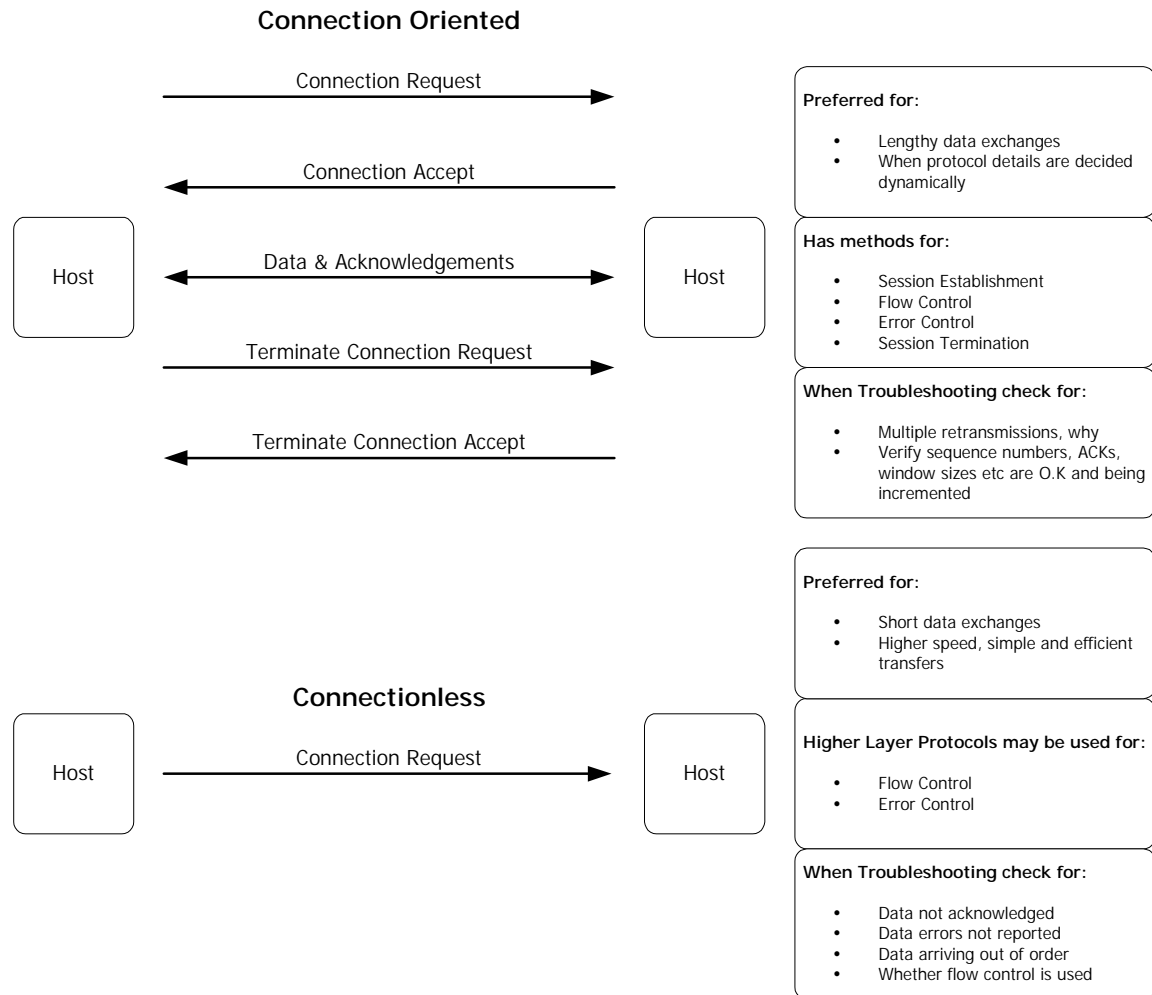 Connection Oriented
Connection Request
Connection Accept
Host
Data & Acknowledgements
Host
Terminate Connection Request
Terminate Connection Accept
Preferred for:
• Lengthy data exchanges
• When protocol details are decided
dynamically
Has methods for:
• Session Establishment
• Flow Control
• Error Control
• Session Termination
When Troubleshooting check for:
• Multiple retransmissions, why
• Verify sequence numbers, ACKs,
window sizes etc are O.K and being
incremented
Connectionless
Host
Connection Request
Host
Preferred for:
• Short data exchanges
• Higher speed, simple and efficient
transfers
Higher Layer Protocols may be used for:
• Flow Control
• Error Control
When Troubleshooting check for:
• Data not acknowledged
• Data errors not reported
• Data arriving out of order
• Whether flow control is used